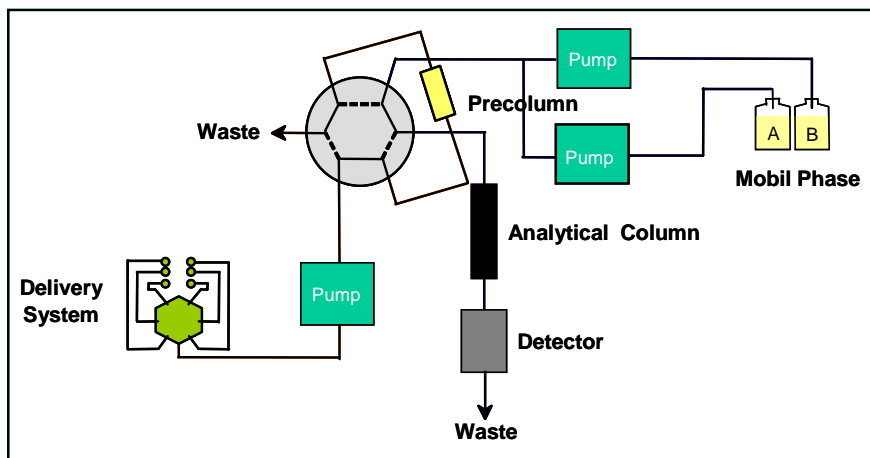 Pump
Precolumn
Waste
A
B
Pump
Mobil Phase
Analytical Column
Delivery
System
Pump
Detector
Waste